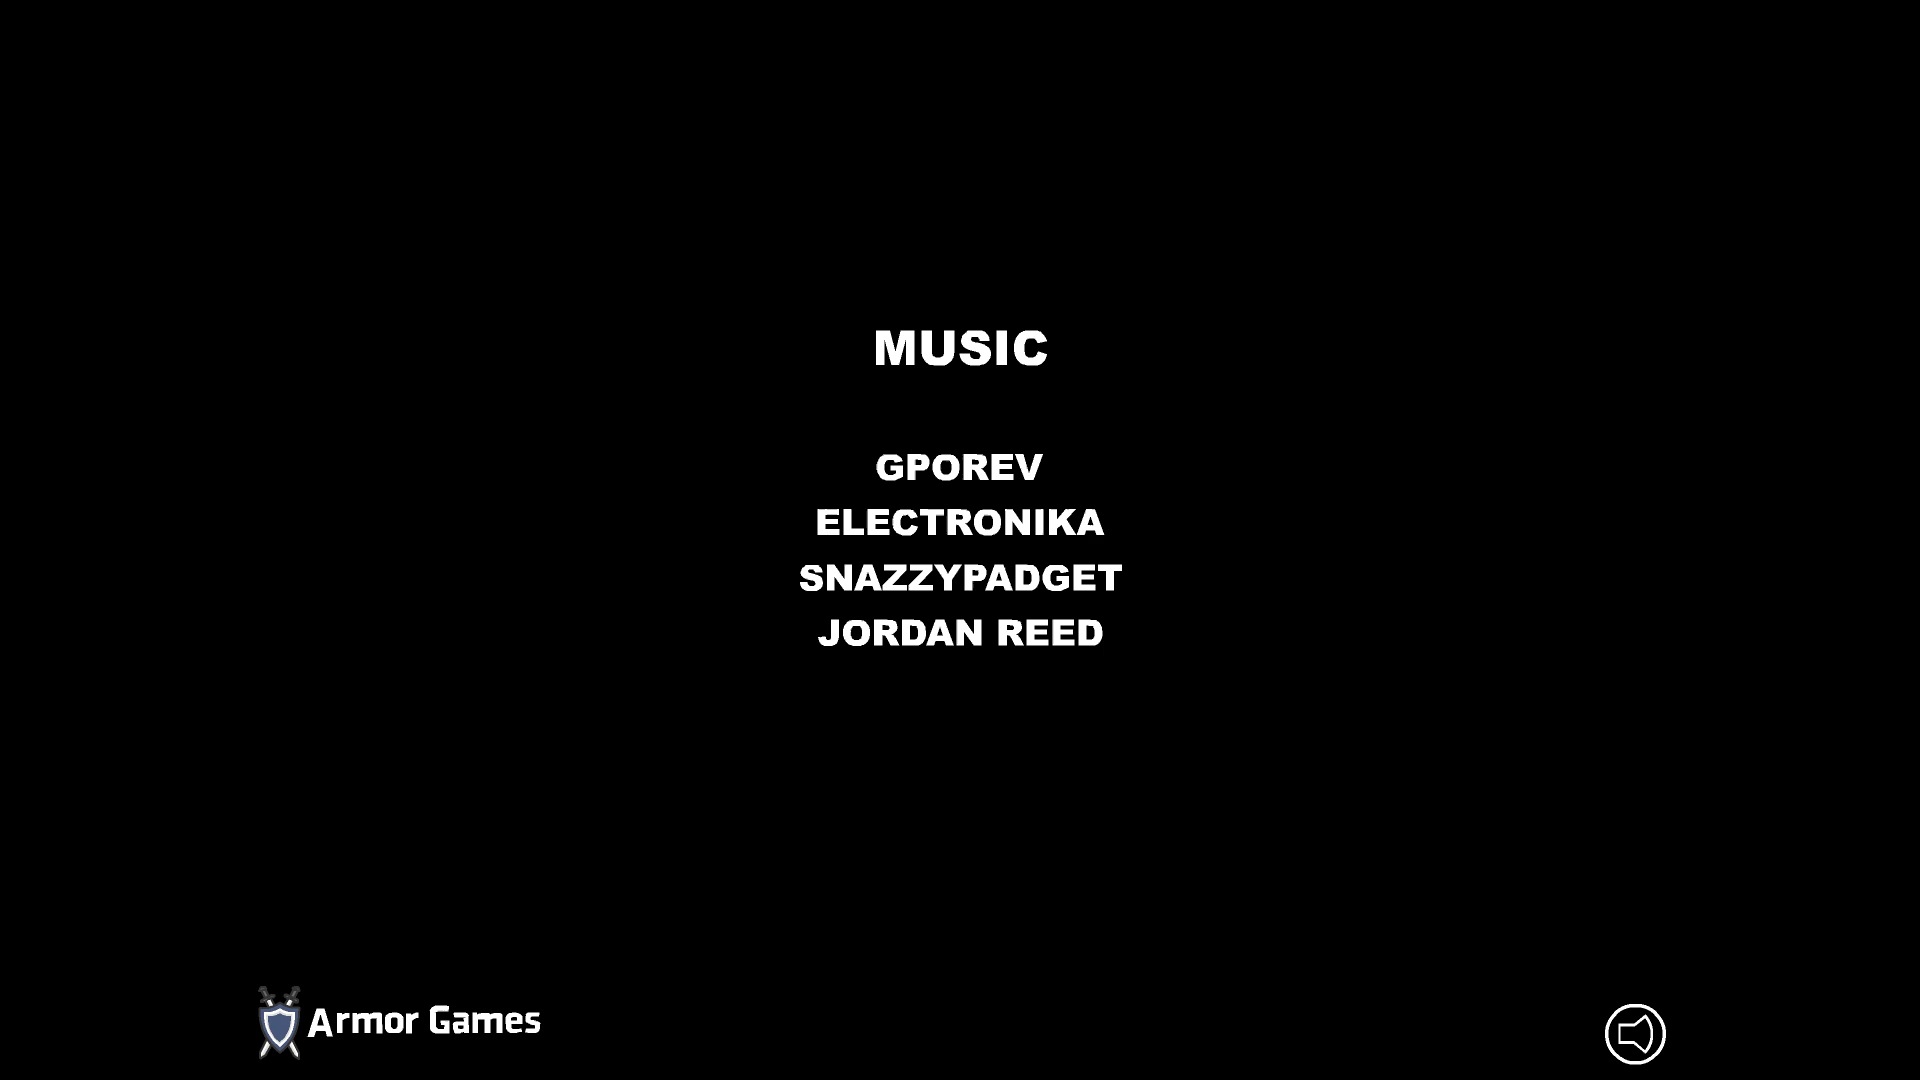 MUSIC
GPOREV
ELECTRONIKA
SNAZZYPADGET
JORDAN REED
Armor Games